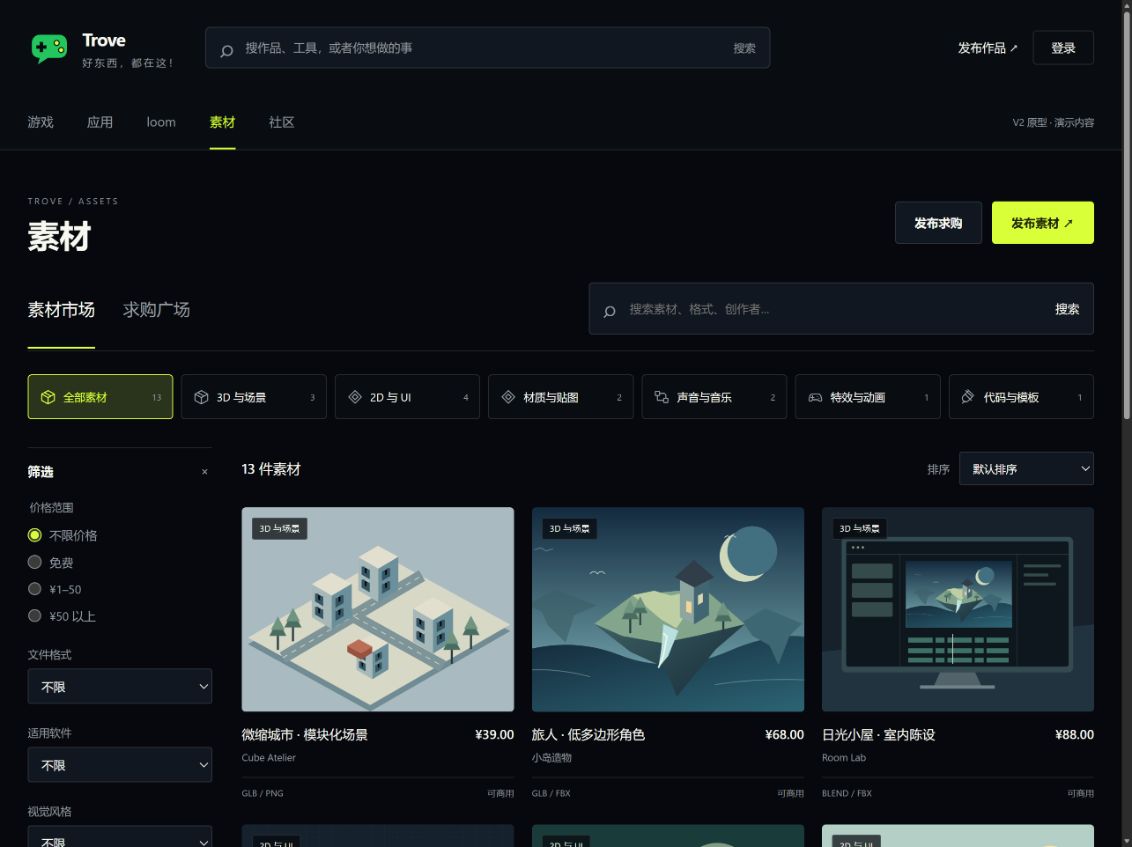 Trove
好东西，都在这！
搜作品、工具，或者你想做的事
搜索
发布作品 ↗
登录
游戏
应用
loom
素材
社区
V2 原型 · 演示内容
TROVE / ASSETS
素材
发布求购
发布素材 ↗
素材市场
求购广场
搜索素材、格式、创作者...
搜索
全部素材 13
3D 与场景 3
2D 与 UI 4
材质与贴图 2
声音与音乐 2
特效与动画 1
代码与模板 1
筛选 ×
13 件素材
排序
默认排序
价格范围
不限价格
免费
¥1–50
¥50 以上
文件格式
不限
适用软件
不限
视觉风格
不限
3D 与场景
微缩城市 · 模块化场景 ¥39.00
Cube Atelier
GLB / PNG 可商用
3D 与场景
旅人 · 低多边形角色 ¥68.00
小岛造物
GLB / FBX 可商用
3D 与场景
日光小屋 · 室内陈设 ¥88.00
Room Lab
BLEND / FBX 可商用
2D 与 UI
2D 与 UI
2D 与 UI